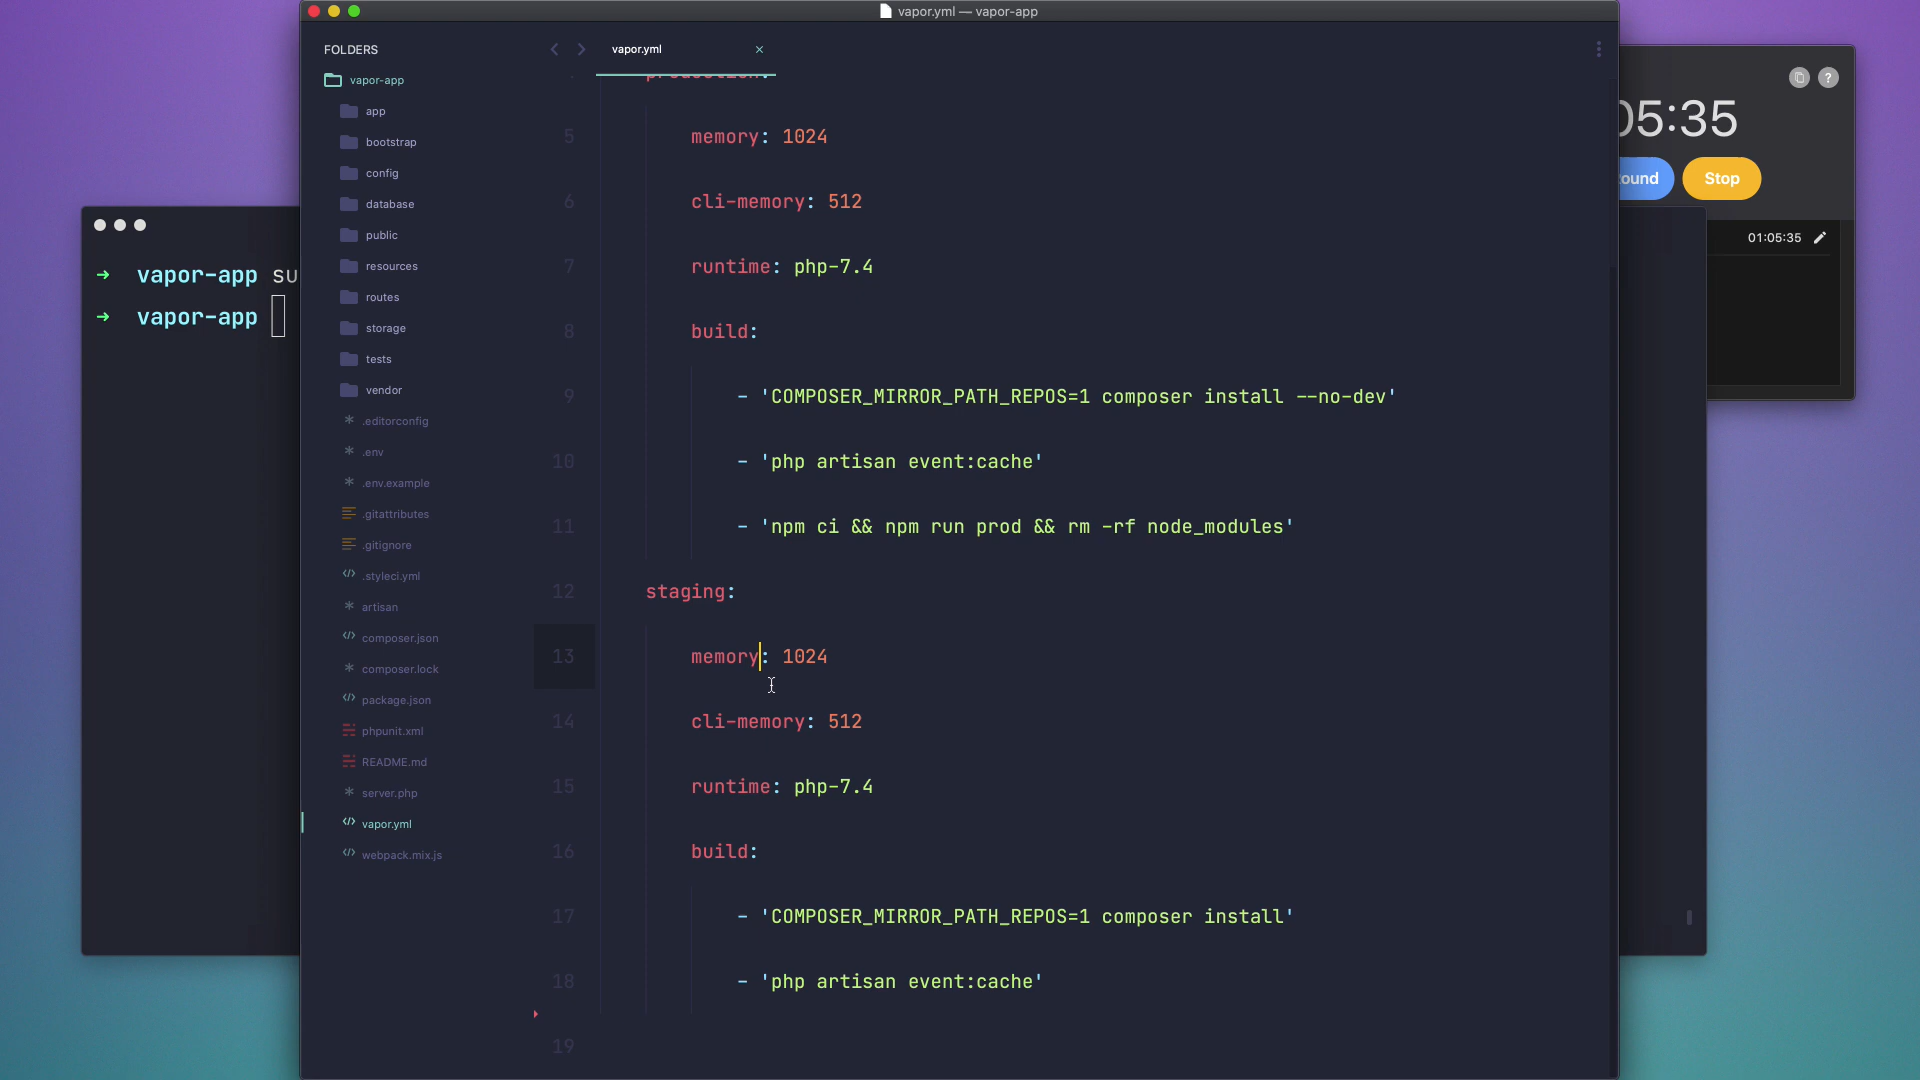 vapor.yml — vapor-app
FOLDERS
vapor-app
app
bootstrap
config
database
public
resources
routes
storage
tests
vendor
.editorconfig
.env
.env.example
.gitattributes
.gitignore
.styleci.yml
artisan
composer.json
composer.lock
package.json
phpunit.xml
README.md
server.php
vapor.yml
webpack.mix.js
vapor.yml
production:
5 memory: 1024
6 cli-memory: 512
7 runtime: php-7.4
8 build:
9 - 'COMPOSER_MIRROR_PATH_REPOS=1 composer install --no-dev'
10 - 'php artisan event:cache'
11 - 'npm ci && npm run prod && rm -rf node_modules'
12 staging:
13 memory: 1024
14 cli-memory: 512
15 runtime: php-7.4
16 build:
17 - 'COMPOSER_MIRROR_PATH_REPOS=1 composer install'
18 - 'php artisan event:cache'
19
→ vapor-app su
→ vapor-app
?
05:35
ound
Stop
01:05:35